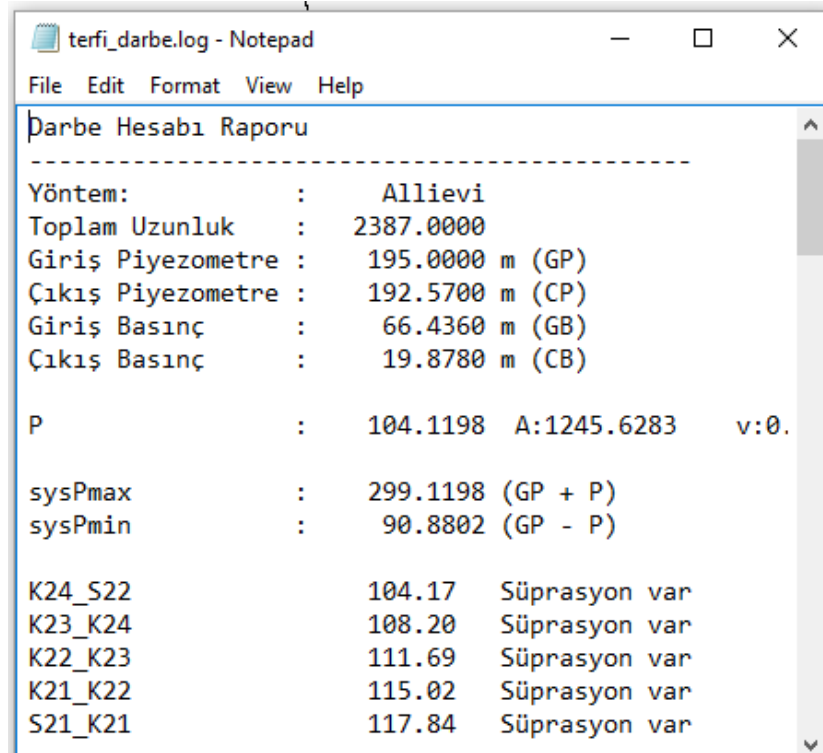 terfi_darbe.log - Notepad
File Edit Format View Help
Darbe Hesabı Raporu
---------------------------------------------
Yöntem: : Allievi
Toplam Uzunluk : 2387.0000
Giriş Piyezometre : 195.0000 m (GP)
Çıkış Piyezometre : 192.5700 m (CP)
Giriş Basınç : 66.4360 m (GB)
Çıkış Basınç : 19.8780 m (CB)
P : 104.1198 A:1245.6283 v:0.
sysPmax : 299.1198 (GP + P)
sysPmin : 90.8802 (GP - P)
K24_S22 104.17 Süprasyon var
K23_K24 108.20 Süprasyon var
K22_K23 111.69 Süprasyon var
K21_K22 115.02 Süprasyon var
S21_K21 117.84 Süprasyon var